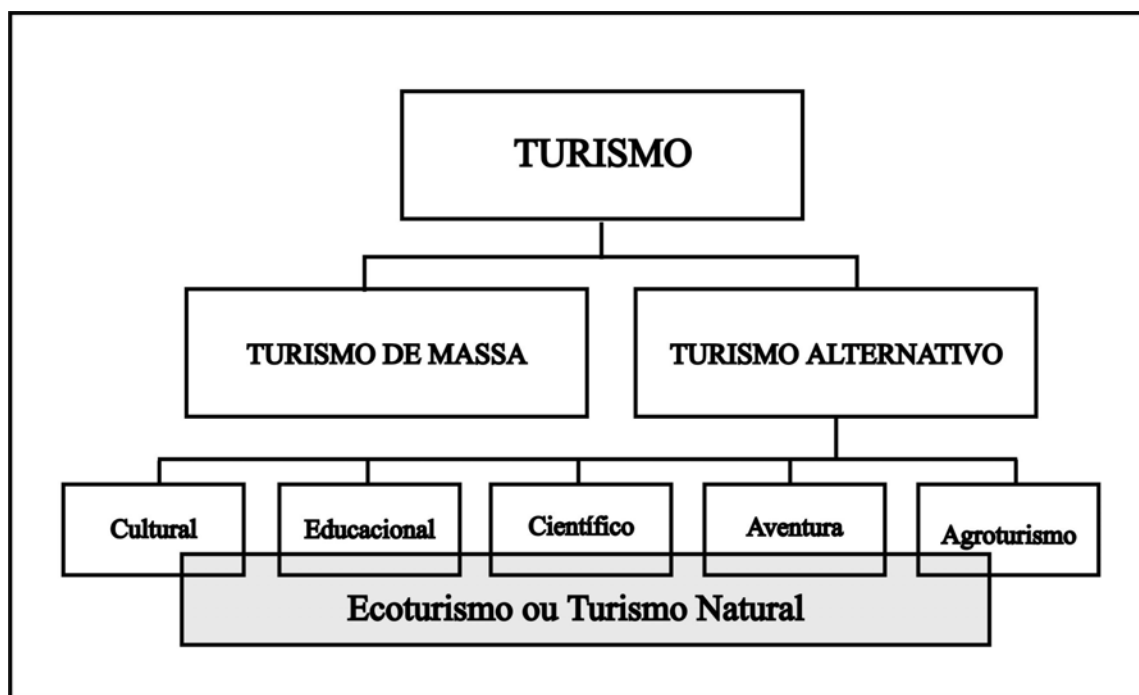 TURISMO
TURISMO DE MASSA
TURISMO ALTERNATIVO
Cultural
Educacional
Científico
Aventura
Agroturismo
Ecoturismo ou Turismo Natural